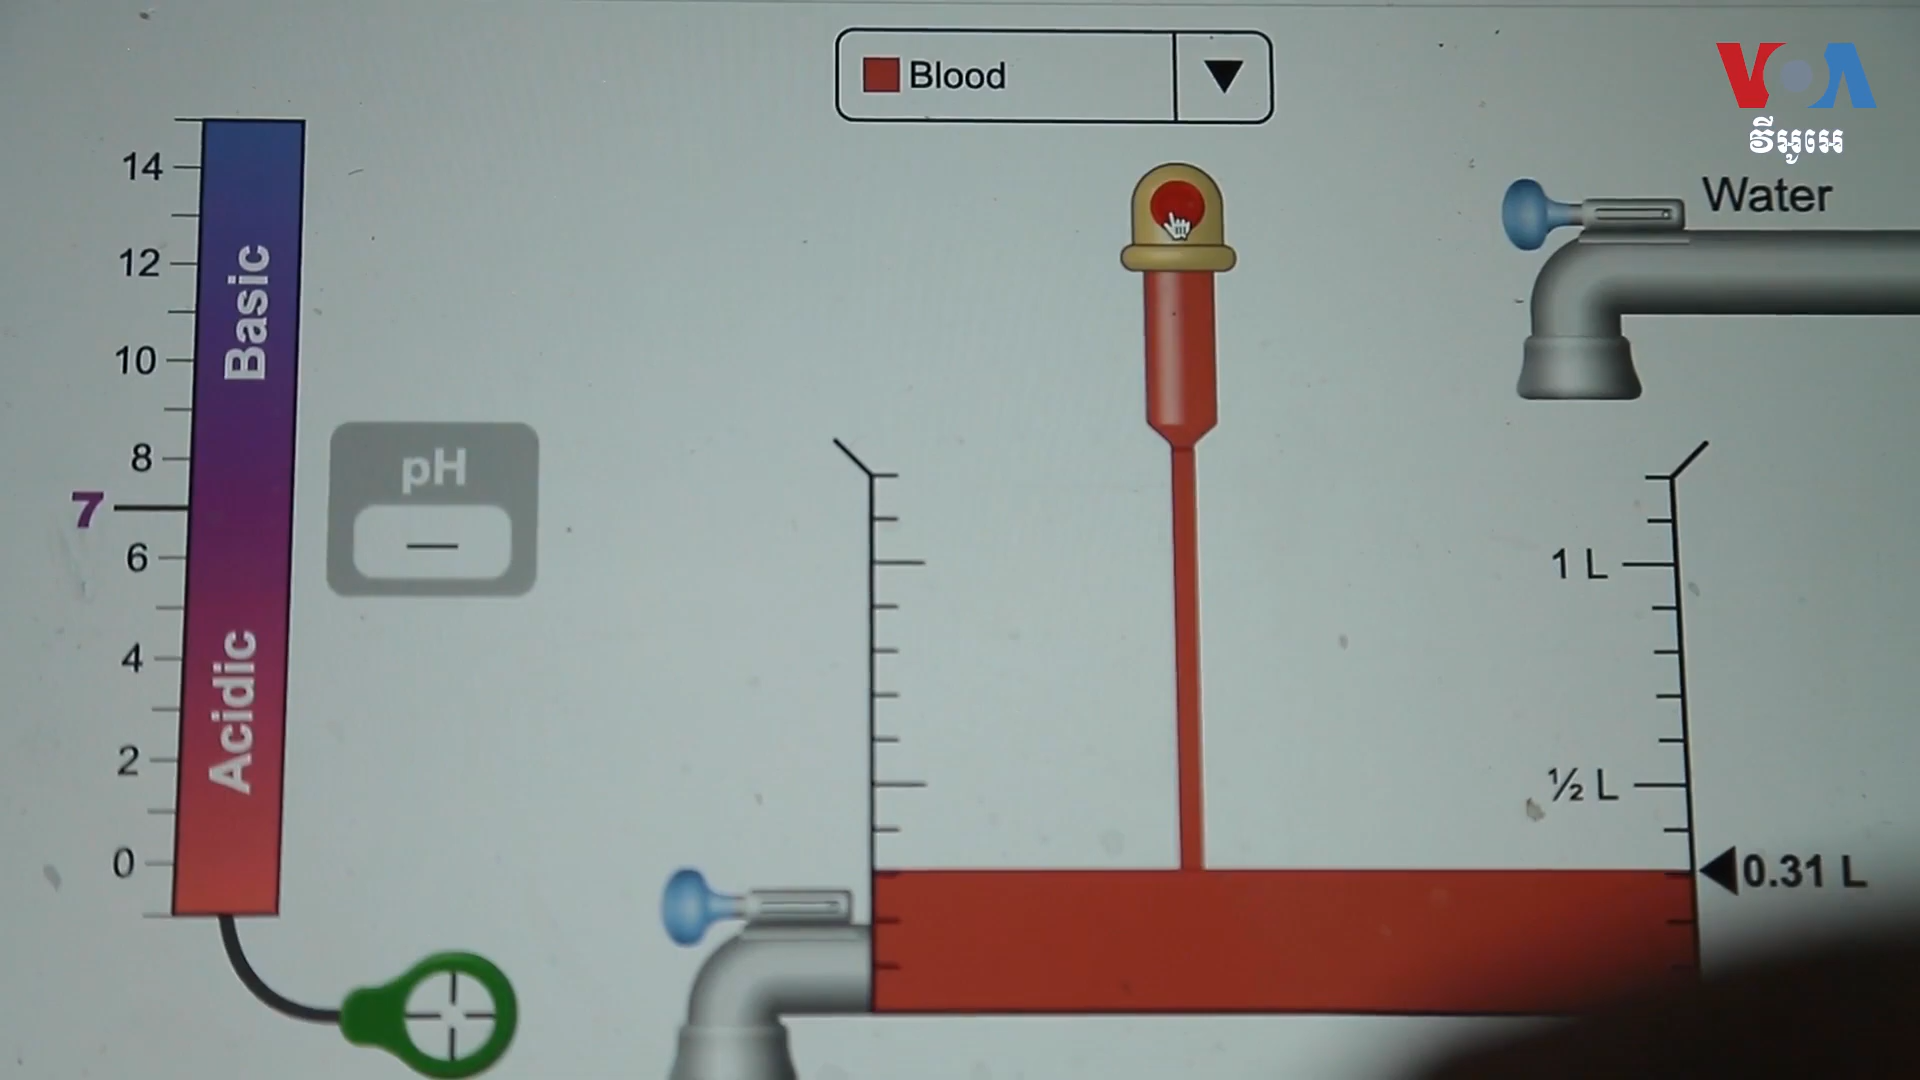 Blood
VOA
វីអូអេ
Water
14
12
10
8
7
6
4
2
0
Basic
Acidic
pH
—
1 L
½ L
0.31 L